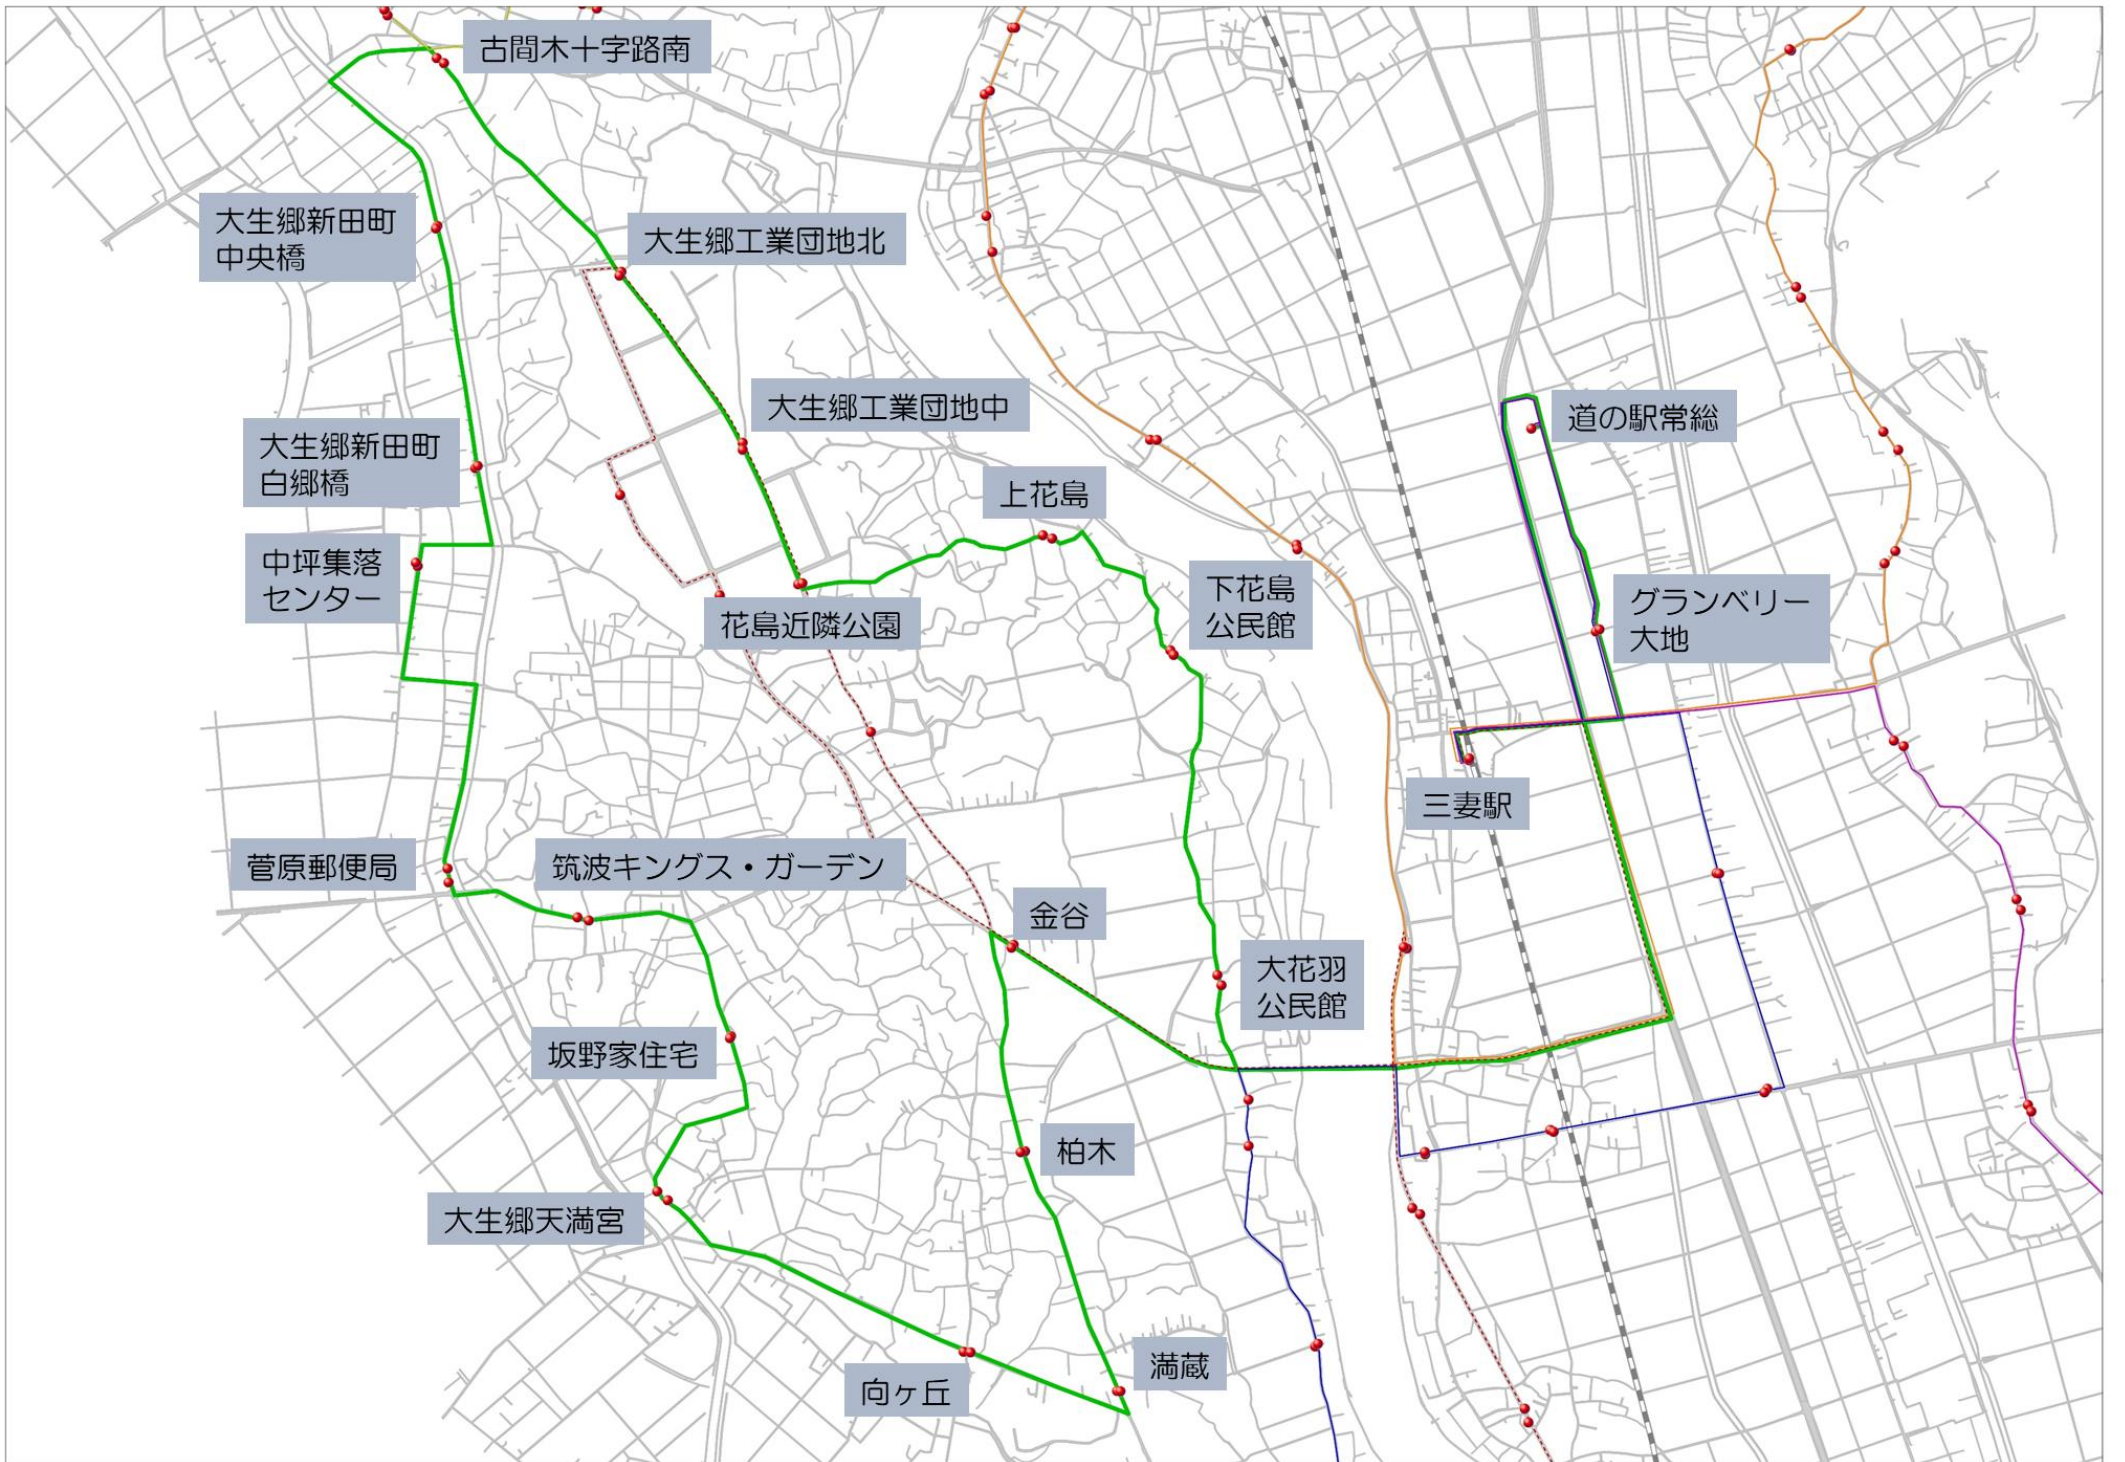 古間木十字路南
大生郷新田町
中央橋
大生郷工業団地北
大生郷工業団地中
道の駅常総
大生郷新田町
白郷橋
上花島
中坪集落
センター
下花島
公民館
グランベリー
大地
花島近隣公園
三妻駅
菅原郵便局
筑波キングス・ガーデン
金谷
大花羽
公民館
坂野家住宅
柏木
大生郷天満宮
満蔵
向ヶ丘